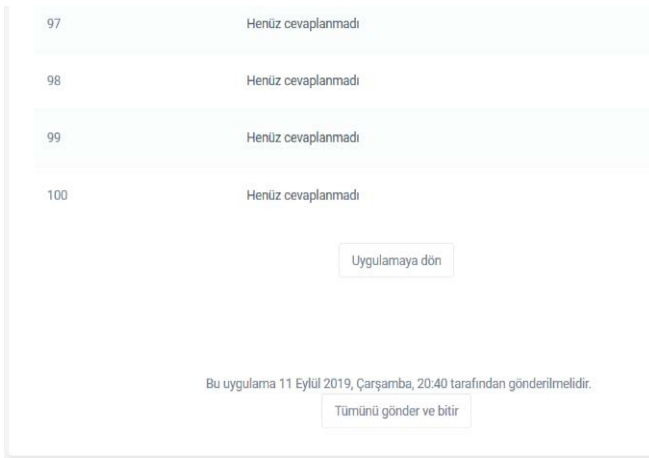 97 Henüz cevaplanmadı
98 Henüz cevaplanmadı
99 Henüz cevaplanmadı
100 Henüz cevaplanmadı
Uygulamaya dön
Bu uygulama 11 Eylül 2019, Çarşamba, 20:40 tarafından gönderilmelidir.
Tümünü gönder ve bitir